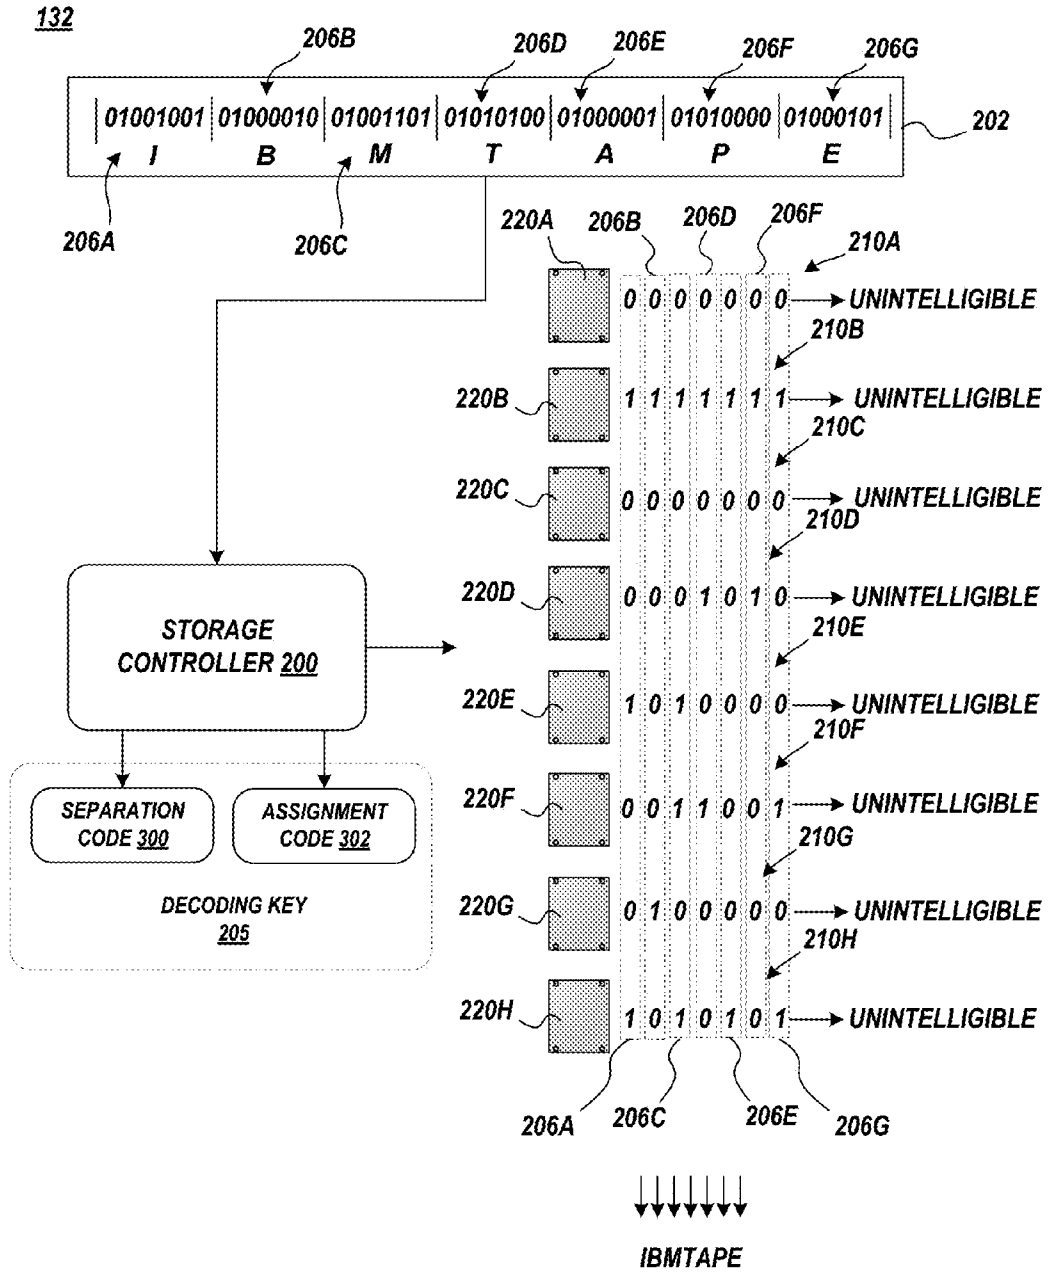 132
206B 206D 206E 206F 206G
01001001 01000010 01001101 01010100 01000001 01010000 01000101
202
I B M T A P E
206A 206C
220A 206B 206D 206F 210A
0 0 0 0 0 0 0 UNINTELLIGIBLE
210B
220B 1 1 1 1 1 1 1 UNINTELLIGIBLE
210C
220C 0 0 0 0 0 0 0 UNINTELLIGIBLE
210D
220D 0 0 0 1 0 1 0 UNINTELLIGIBLE
210E
STORAGE
CONTROLLER 200
220E 1 0 1 0 0 0 0 UNINTELLIGIBLE
210F
220F 0 0 1 1 0 0 1 UNINTELLIGIBLE
SEPARATION
CODE 300
ASSIGNMENT
CODE 302
210G
220G 0 1 0 0 0 0 0 UNINTELLIGIBLE
DECODING KEY
205
210H
220H 1 0 1 0 1 0 1 UNINTELLIGIBLE
206A 206C 206E 206G
IBMTAPE